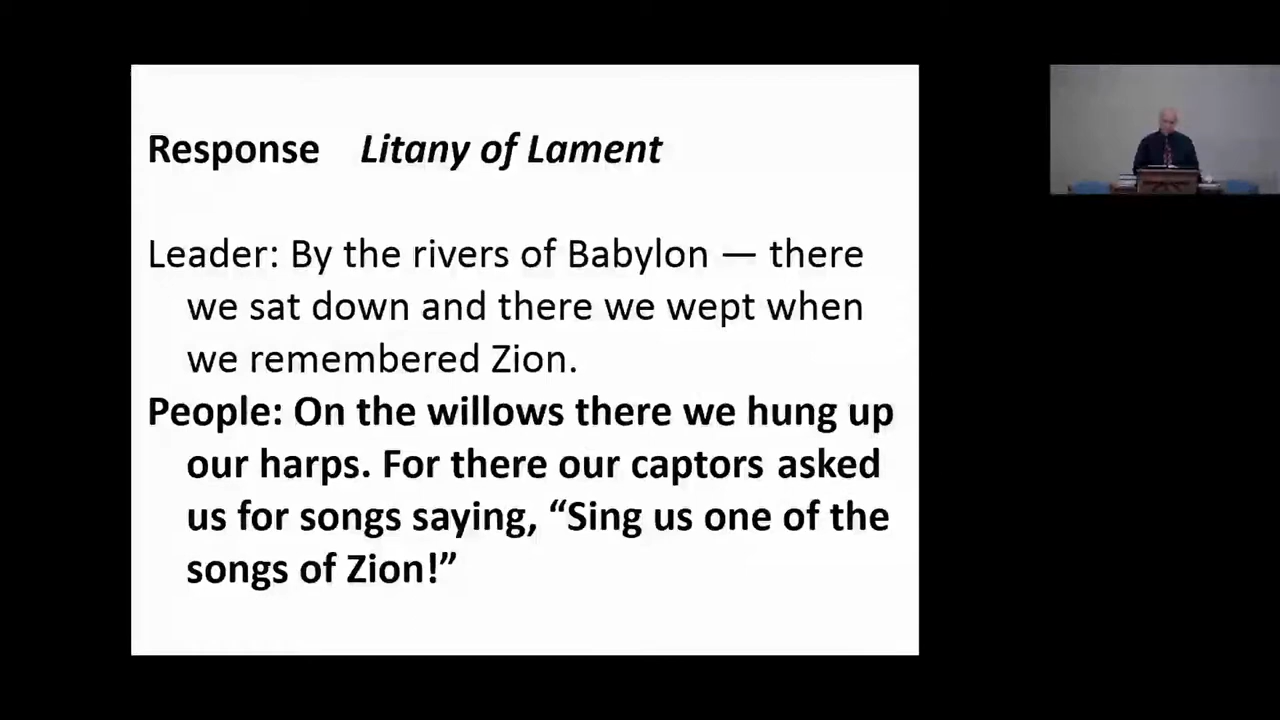 Response Litany of Lament
Leader: By the rivers of Babylon — there
we sat down and there we wept when
we remembered Zion.
People: On the willows there we hung up
our harps. For there our captors asked
us for songs saying, “Sing us one of the
songs of Zion!”